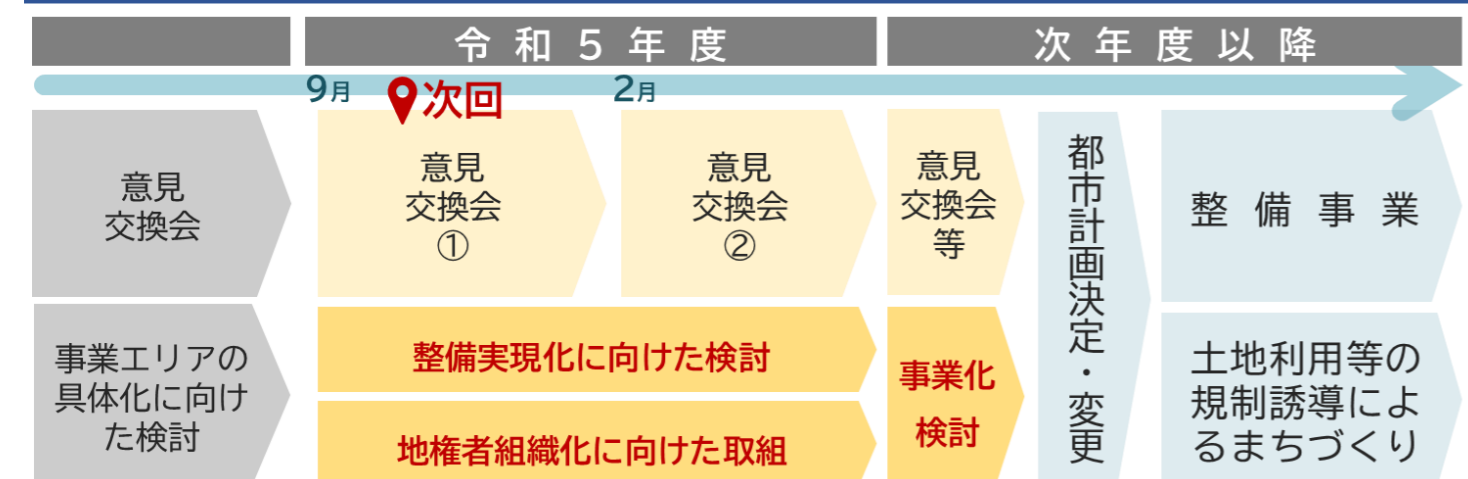 令和５年度
次年度以降
9月
次回
2月
意見
交換会
意見
交換会
①
意見
交換会
②
意見
交換会
等
都市計画決定・変更
整備事業
事業エリアの
具体化に向け
た検討
整備実現化に向けた検討
地権者組織化に向けた取組
事業化
検討
土地利用等の
規制誘導によ
るまちづくり